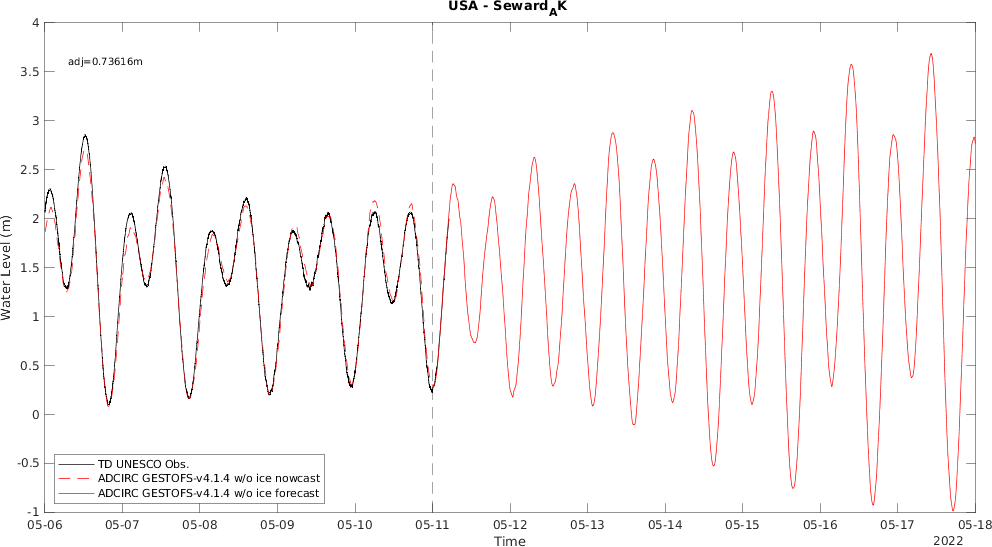 USA - Seward_AK
adj=0.73616m
4
3.5
3
2.5
2
1.5
1
0.5
0
-0.5
-1
Water Level (m)
TD UNESCO Obs.
ADCIRC GESTOFS-v4.1.4 w/o ice nowcast
ADCIRC GESTOFS-v4.1.4 w/o ice forecast
05-06 05-07 05-08 05-09 05-10 05-11 05-12 05-13 05-14 05-15 05-16 05-17 05-18
Time
2022